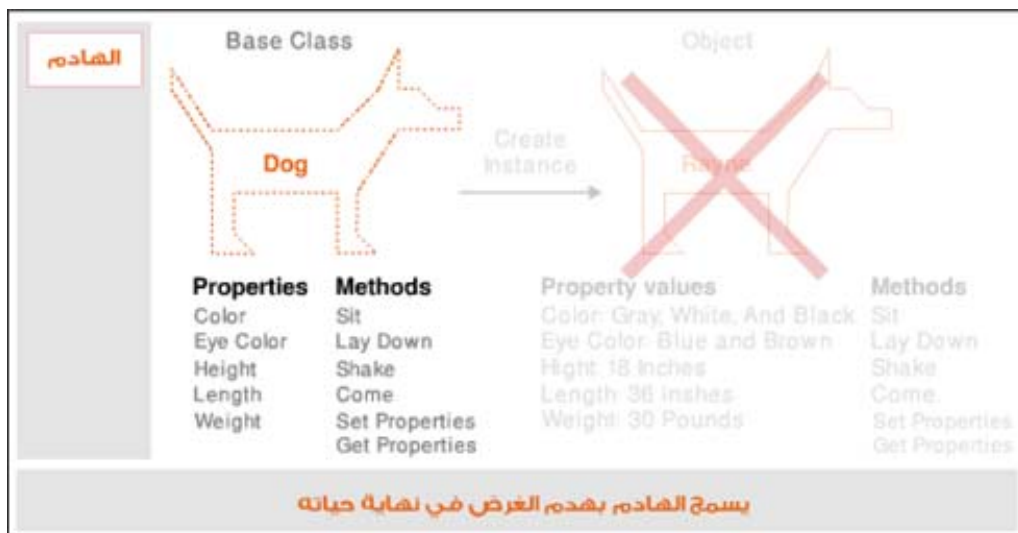 الهادم
Base Class
Object
Dog
Create
Instance
Rayne
Properties
Color
Eye Color
Height
Length
Weight
Methods
Sit
Lay Down
Shake
Come
Set Properties
Get Properties
Property values
Color: Gray, White, And Black
Eye Color: Blue and Brown
Hight: 18 Inches
Length: 36 Inshes
Weight: 30 Pounds
Methods
Sit
Lay Down
Shake
Come
Set Properties
Get Properties
يسمح الهادم بهدم الغرض في نهاية حياته